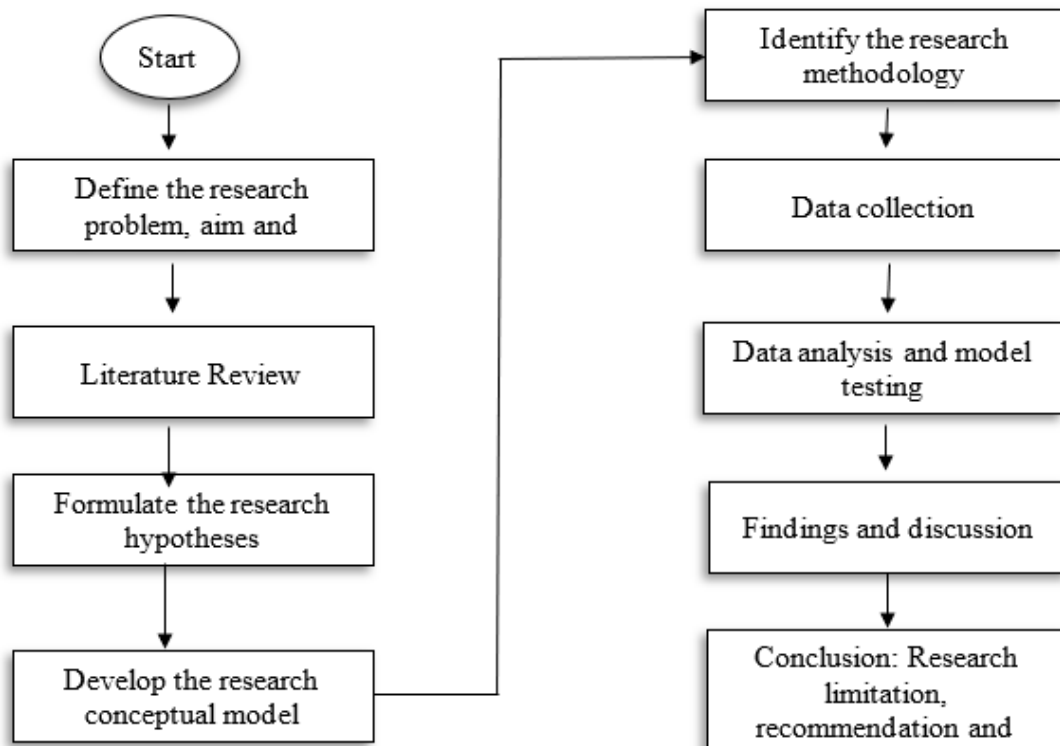 Start
Define the research
problem, aim and
Literature Review
Formulate the research
hypotheses
Develop the research
conceptual model
Identify the research
methodology
Data collection
Data analysis and model
testing
Findings and discussion
Conclusion: Research
limitation,
recommendation and